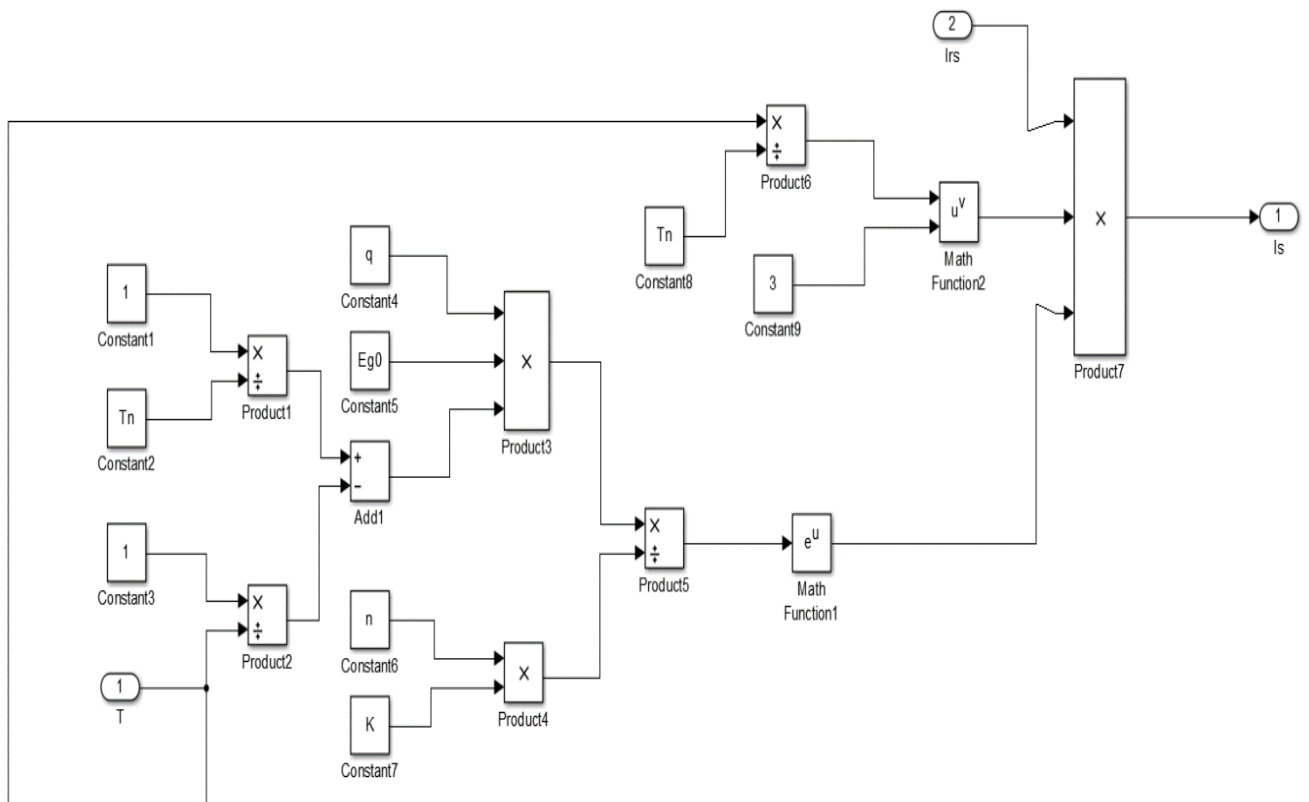 2
Irs
×
÷
Product6
Tn
Constant8
3
Constant9
u^v
Math
Function2
×
Product7
1
Is
q
Constant4
Eg0
Constant5
×
Product3
1
Constant1
Tn
Constant2
×
÷
Product1
+
−
Add1
1
Constant3
×
÷
Product2
1
T
n
Constant6
K
Constant7
×
Product4
×
÷
Product5
e^u
Math
Function1